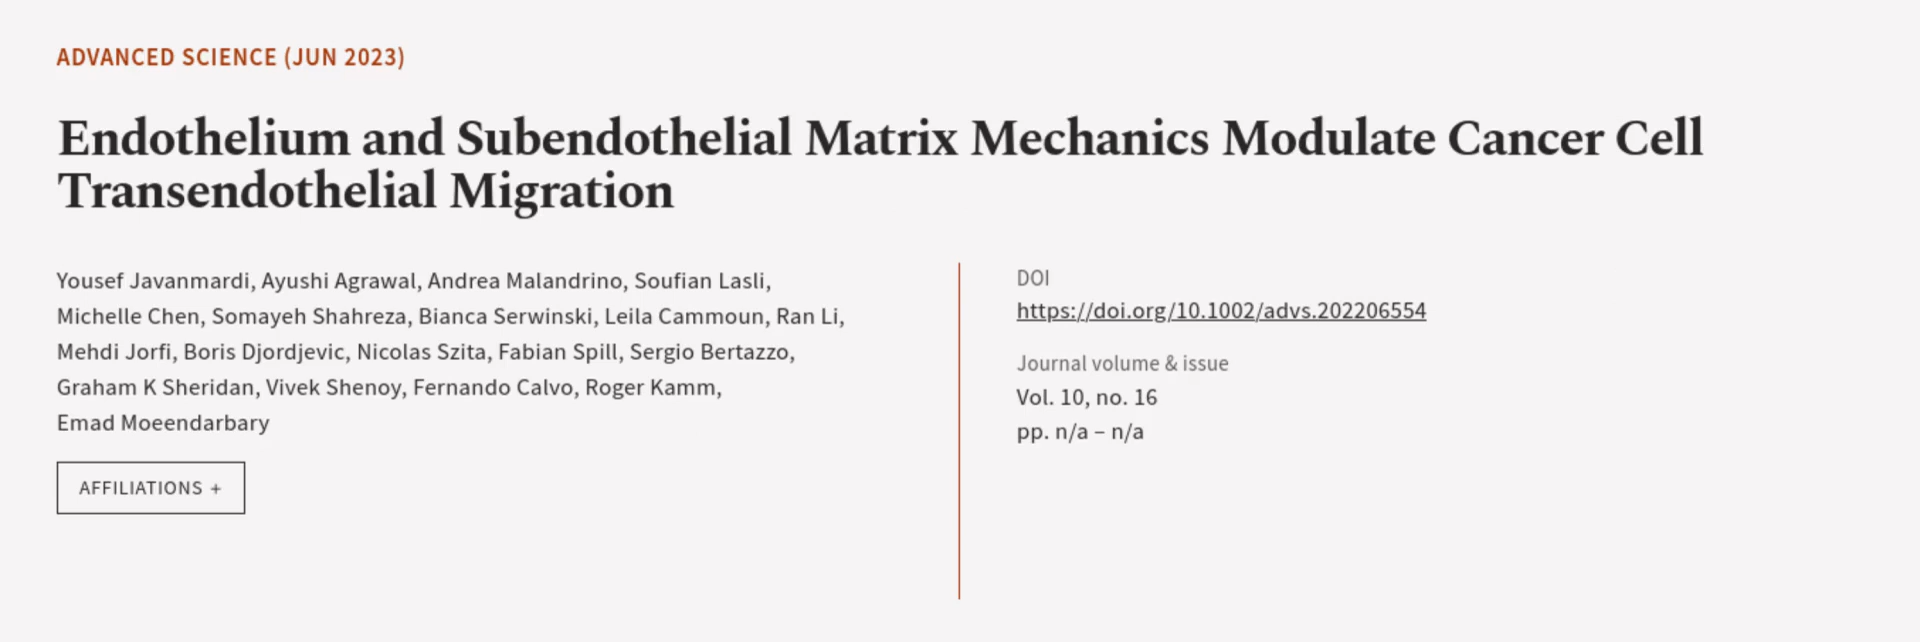 ADVANCED SCIENCE (JUN 2023)
Endothelium and Subendothelial Matrix Mechanics Modulate Cancer Cell
Transendothelial Migration
Yousef Javanmardi, Ayushi Agrawal, Andrea Malandrino, Soufian Lasli,
Michelle Chen, Somayeh Shahreza, Bianca Serwinski, Leila Cammoun, Ran Li,
Mehdi Jorfi, Boris Djordjevic, Nicolas Szita, Fabian Spill, Sergio Bertazzo,
Graham K Sheridan, Vivek Shenoy, Fernando Calvo, Roger Kamm,
Emad Moeendarbary
AFFILIATIONS +
DOI
https://doi.org/10.1002/advs.202206554
Journal volume & issue
Vol. 10, no. 16
pp. n/a – n/a